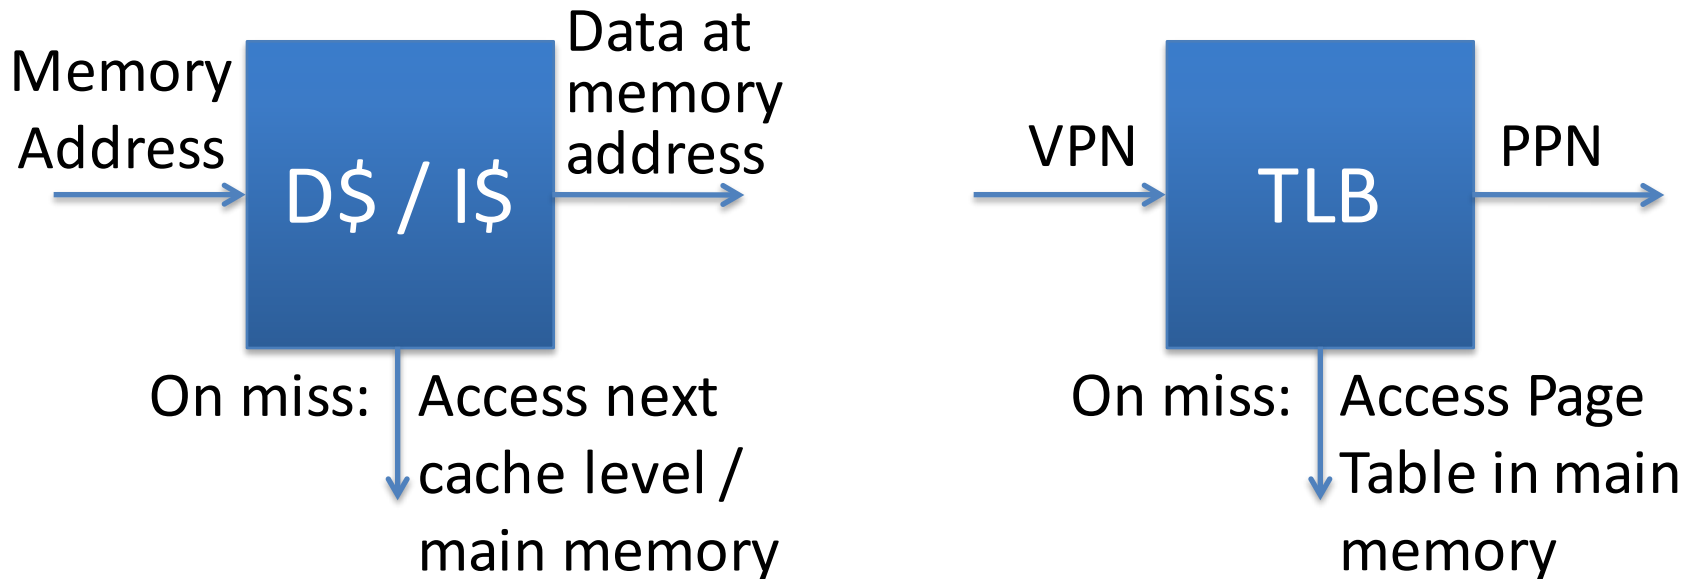 Memory
Address
D$ / I$
Data at
memory
address
On miss:
Access next
cache level /
main memory
VPN
TLB
PPN
On miss:
Access Page
Table in main
memory